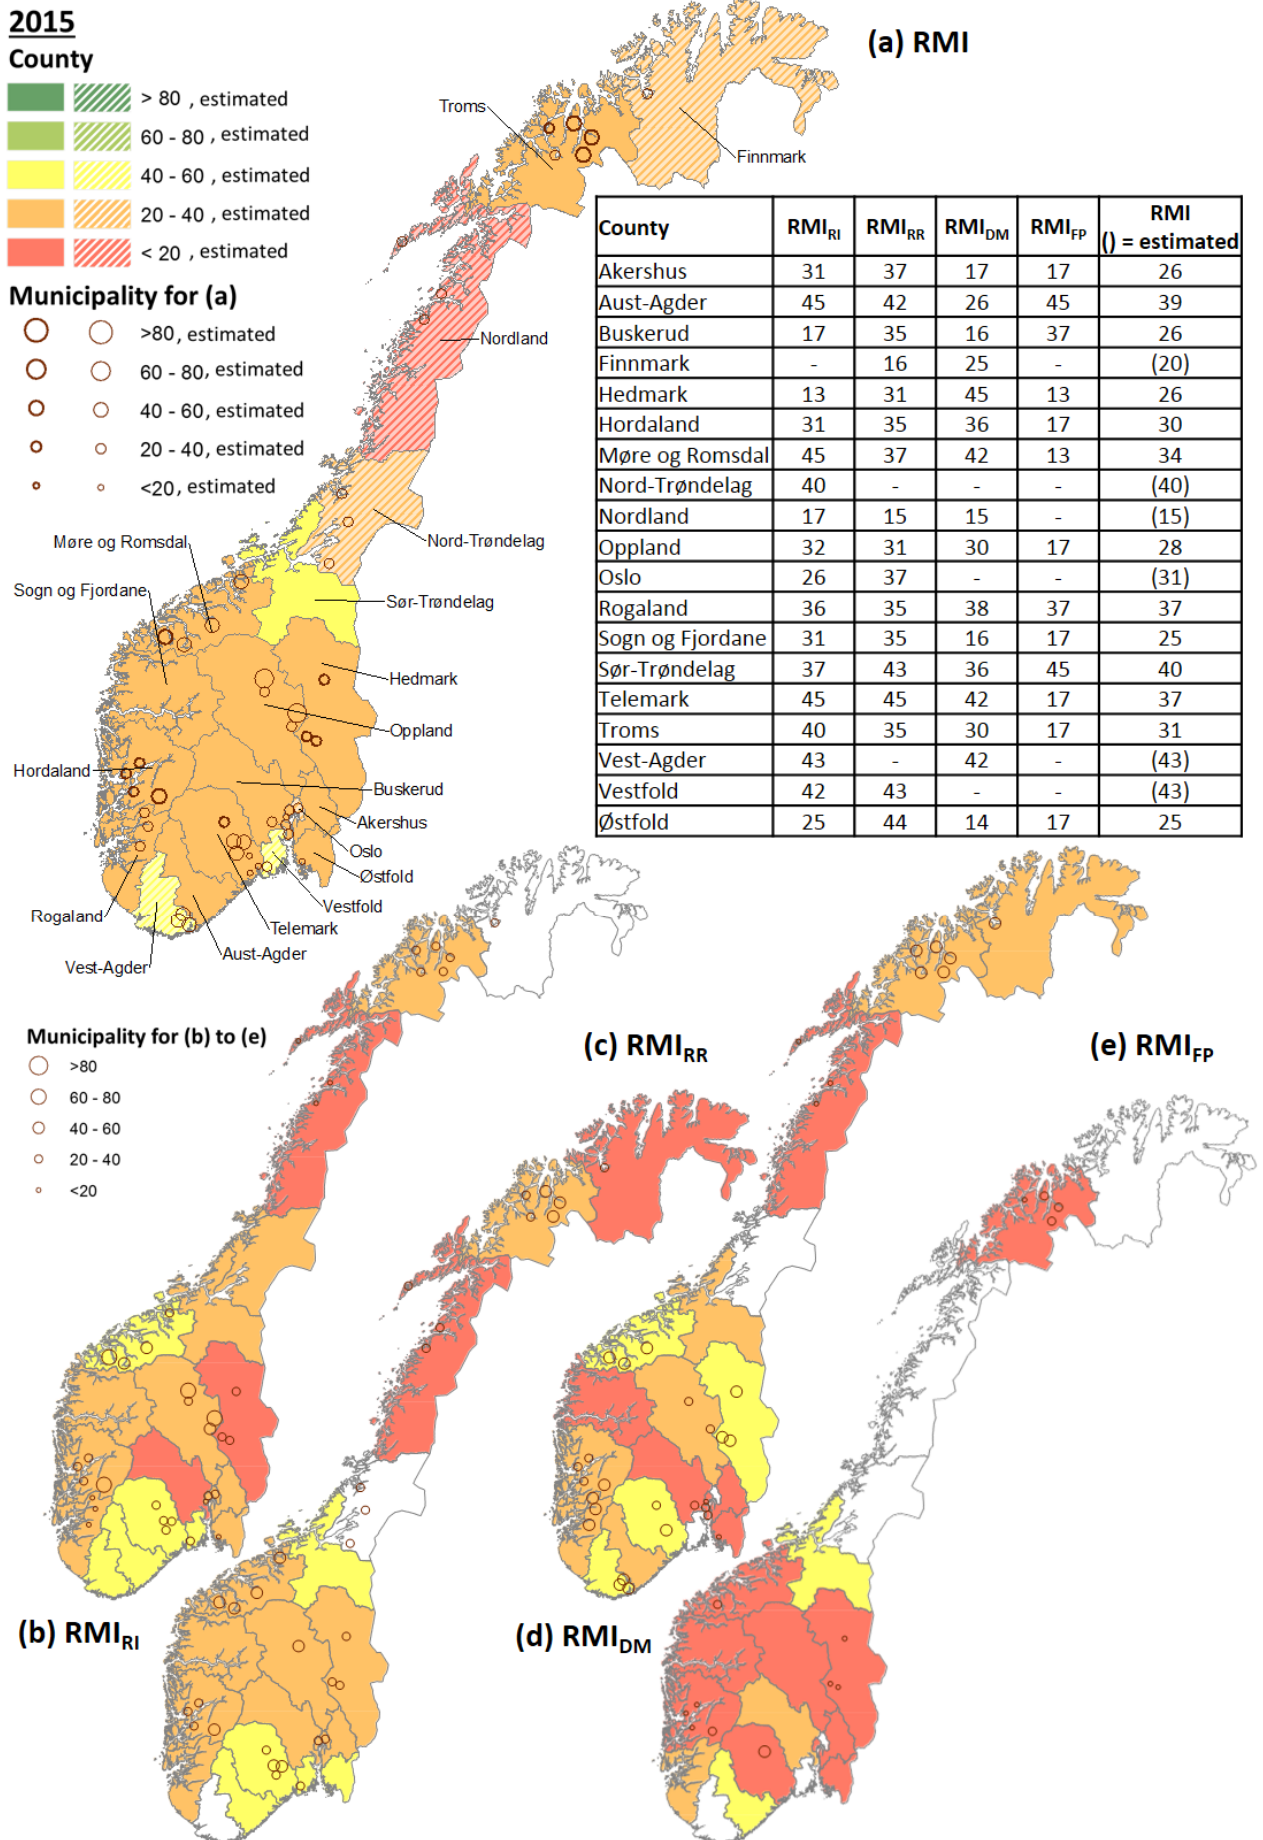 2015
County
> 80 , estimated
60 - 80 , estimated
40 - 60 , estimated
20 - 40 , estimated
< 20 , estimated
Municipality for (a)
>80, estimated
60 - 80, estimated
40 - 60, estimated
20 - 40, estimated
<20, estimated
(a) RMI
Troms
Finnmark
Nordland
Nord-Trøndelag
Møre og Romsdal
Sogn og Fjordane
Sør-Trøndelag
Hedmark
Oppland
Hordaland
Buskerud
Akershus
Oslo
Østfold
Vestfold
Rogaland
Telemark
Aust-Agder
Vest-Agder
County RMI_RI RMI_RR RMI_DM RMI_FP RMI () = estimated
Akershus 31 37 17 17 26
Aust-Agder 45 42 26 45 39
Buskerud 17 35 16 37 26
Finnmark - 16 25 - (20)
Hedmark 13 31 45 13 26
Hordaland 31 35 36 17 30
Møre og Romsdal 45 37 42 13 34
Nord-Trøndelag 40 - - - (40)
Nordland 17 15 15 - (15)
Oppland 32 31 30 17 28
Oslo 26 37 - - (31)
Rogaland 36 35 38 37 37
Sogn og Fjordane 31 35 16 17 25
Sør-Trøndelag 37 43 36 45 40
Telemark 45 45 42 17 37
Troms 40 35 30 17 31
Vest-Agder 43 - 42 - (43)
Vestfold 42 43 - - (43)
Østfold 25 44 14 17 25
Municipality for (b) to (e)
>80
60 - 80
40 - 60
20 - 40
<20
(c) RMI_RR
(e) RMI_FP
(b) RMI_RI
(d) RMI_DM